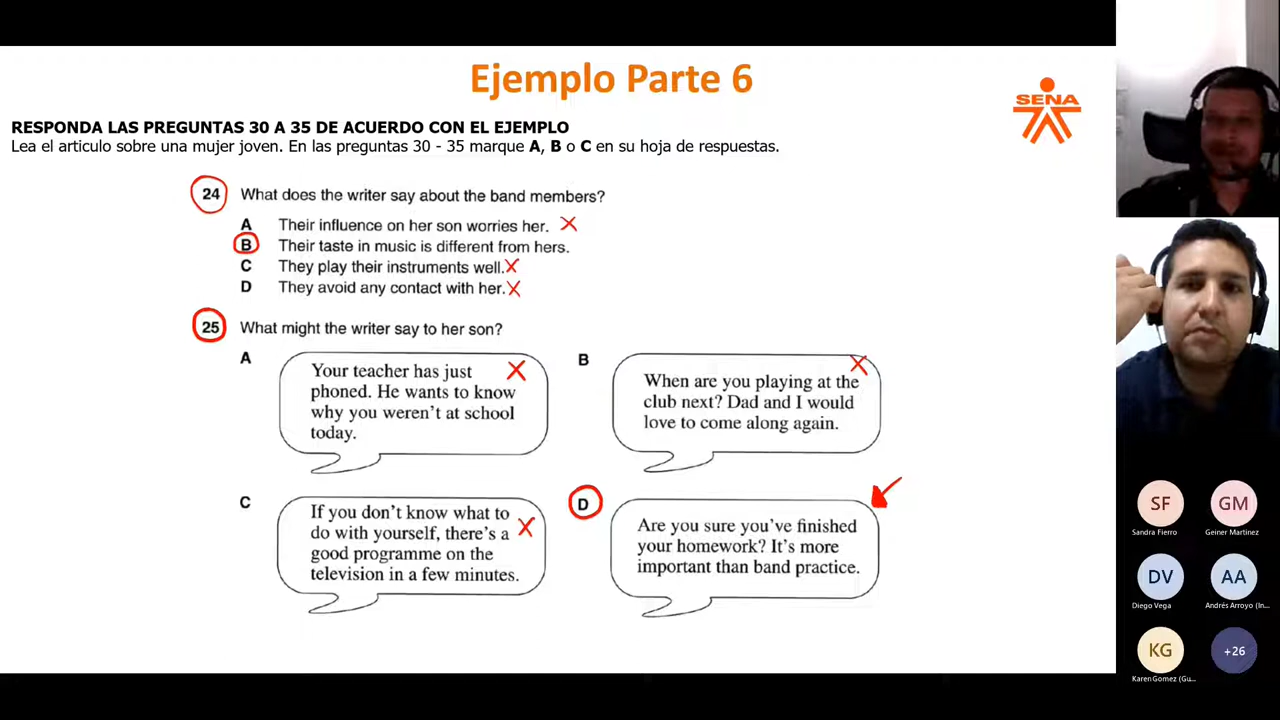 Ejemplo Parte 6
SENA
RESPONDA LAS PREGUNTAS 30 A 35 DE ACUERDO CON EL EJEMPLO
Lea el articulo sobre una mujer joven. En las preguntas 30 - 35 marque A, B o C en su hoja de respuestas.
24 What does the writer say about the band members?
A Their influence on her son worries her.
B Their taste in music is different from hers.
C They play their instruments well.
D They avoid any contact with her.
25 What might the writer say to her son?
A
Your teacher has just
phoned. He wants to know
why you weren't at school
today.
B
When are you playing at the
club next? Dad and I would
love to come along again.
C
If you don't know what to
do with yourself, there's a
good programme on the
television in a few minutes.
D
Are you sure you've finished
your homework? It's more
important than band practice.
SF
Sandra Fierro
GM
Geiner Martinez
DV
Diego Vega
AA
Andrés Arroyo (In...
KG
Karen Gomez (Gu...
+26